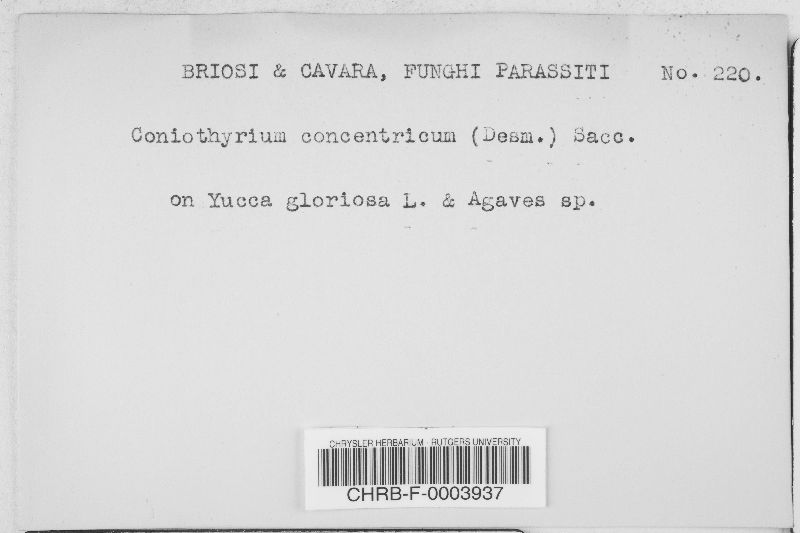 BRIOSI & CAVARA, FUNGHI PARASSITI No. 220.
Coniothyrium concentricum (Desm.) Sacc.
on Yucca gloriosa L. & Agaves sp.
CHRYSLER HERBARIUM - RUTGERS UNIVERSITY
CHRB-F-0003937